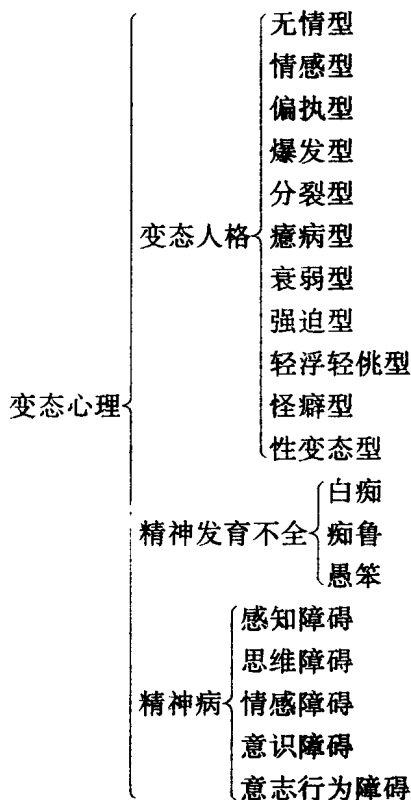 无情型
情感型
偏执型
爆发型
分裂型
变态人格
癔病型
衰弱型
强迫型
轻浮轻佻型
变态心理
怪癖型
性变态型
白痴
精神发育不全
痴鲁
愚笨
感知障碍
思维障碍
精神病
情感障碍
意识障碍
意志行为障碍